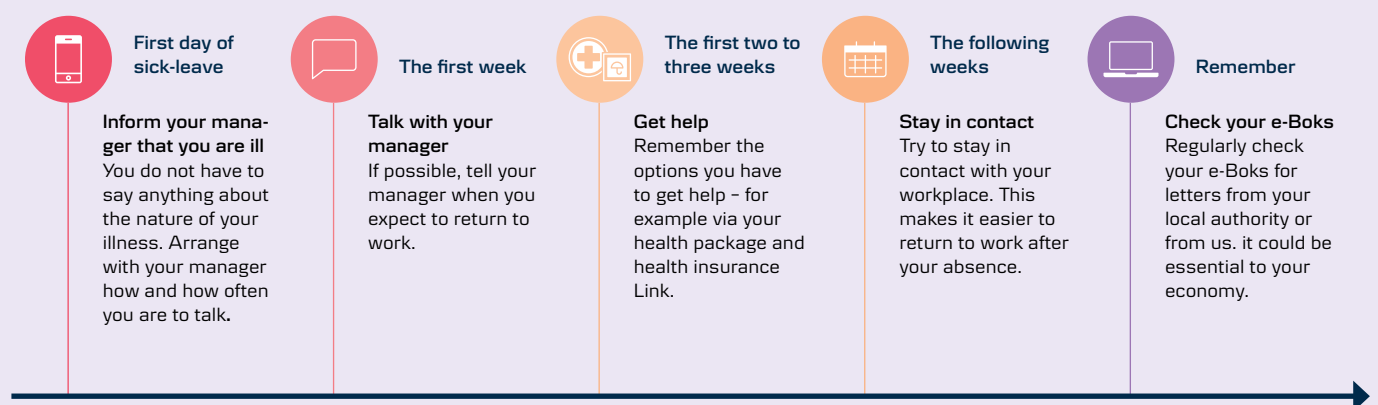 First day of
sick-leave
Inform your mana-
ger that you are ill
You do not have to
say anything about
the nature of your
illness. Arrange
with your manager
how and how often
you are to talk.
The first week
Talk with your
manager
If possible, tell your
manager when you
expect to return to
work.
The first two to
three weeks
Get help
Remember the
options you have
to get help – for
example via your
health package and
health insurance
Link.
The following
weeks
Stay in contact
Try to stay in
contact with your
workplace. This
makes it easier to
return to work after
your absence.
Remember
Check your e-Boks
Regularly check
your e-Boks for
letters from your
local authority or
from us. it could be
essential to your
economy.